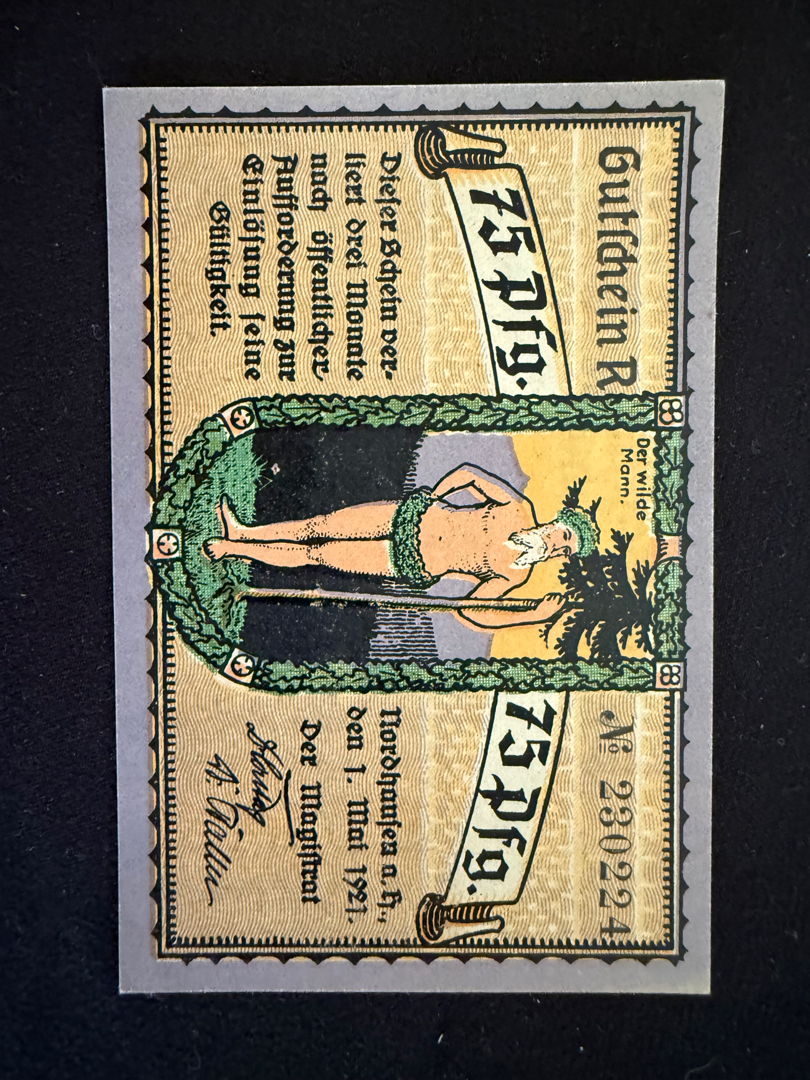 Gutschein R
№ 230224
75 Pfg.
75 Pfg.
Der wilde
Mann.
Dieser Schein ver-
liert drei Monate
nach öffentlicher
Aufforderung zur
Einlösung seine
Gültigkeit.
Nordhausen a. H.,
den 1. Mai 1921.
Der Magistrat